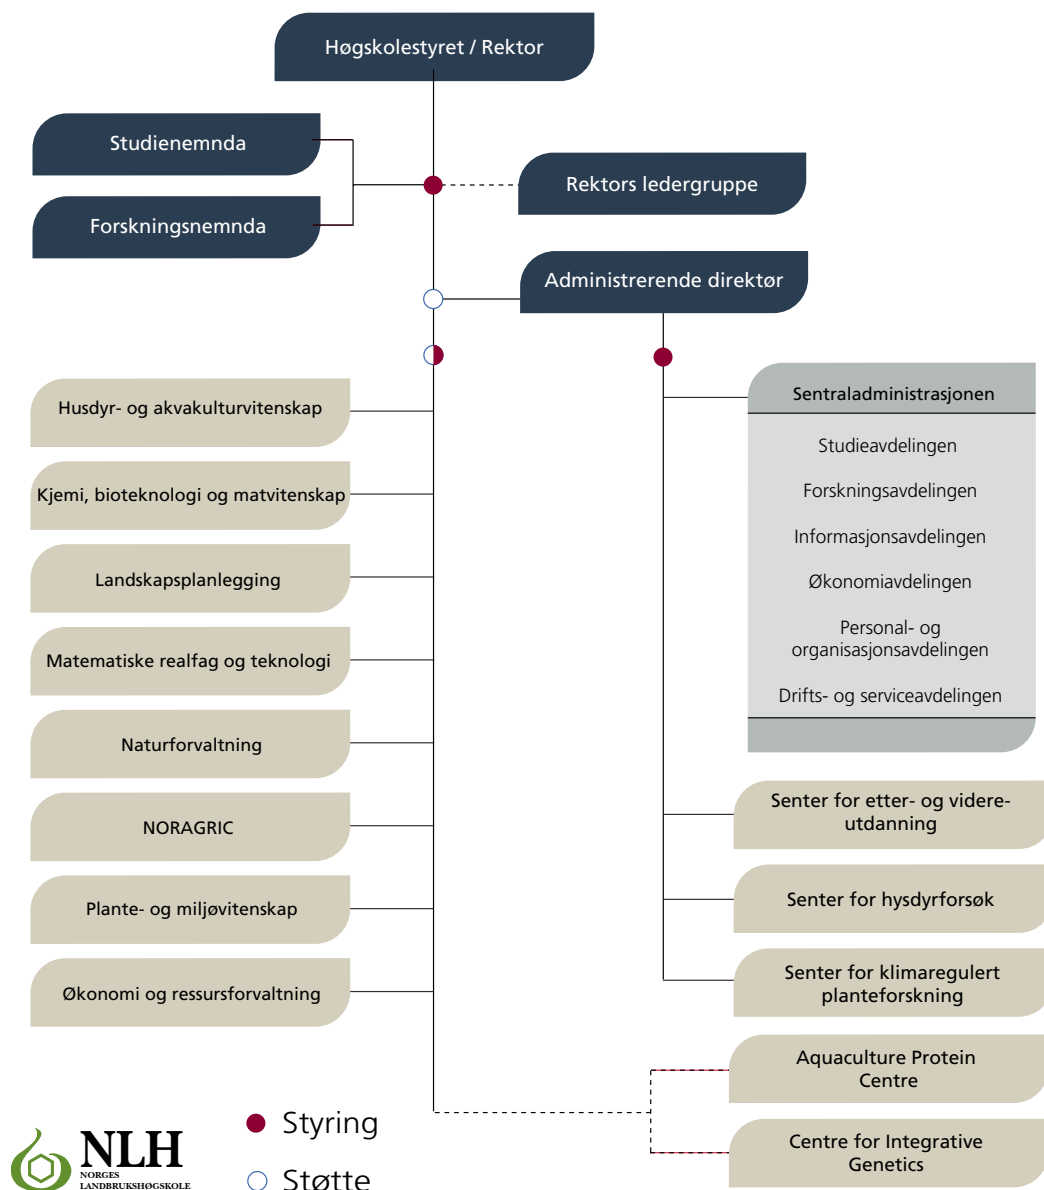 Høgskolestyret / Rektor
Studienemnda
Rektors ledergruppe
Forskningsnemnda
Administrerende direktør
Husdyr- og akvakulturvitenskap
Kjemi, bioteknologi og matvitenskap
Landskapsplanlegging
Matematiske realfag og teknologi
Naturforvaltning
NORAGRIC
Plante- og miljøvitenskap
Økonomi og ressursforvaltning
Sentraladministrasjonen
Studieavdelingen
Forskningsavdelingen
Informasjonsavdelingen
Økonomiavdelingen
Personal- og
organisasjonsavdelingen
Drifts- og serviceavdelingen
Senter for etter- og videre-
utdanning
Senter for hysdyrforsøk
Senter for klimaregulert
planteforskning
Aquaculture Protein
Centre
Centre for Integrative
Genetics
Styring
Støtte
NLH
NORGES
LANDBRUKSHØGSKOLE